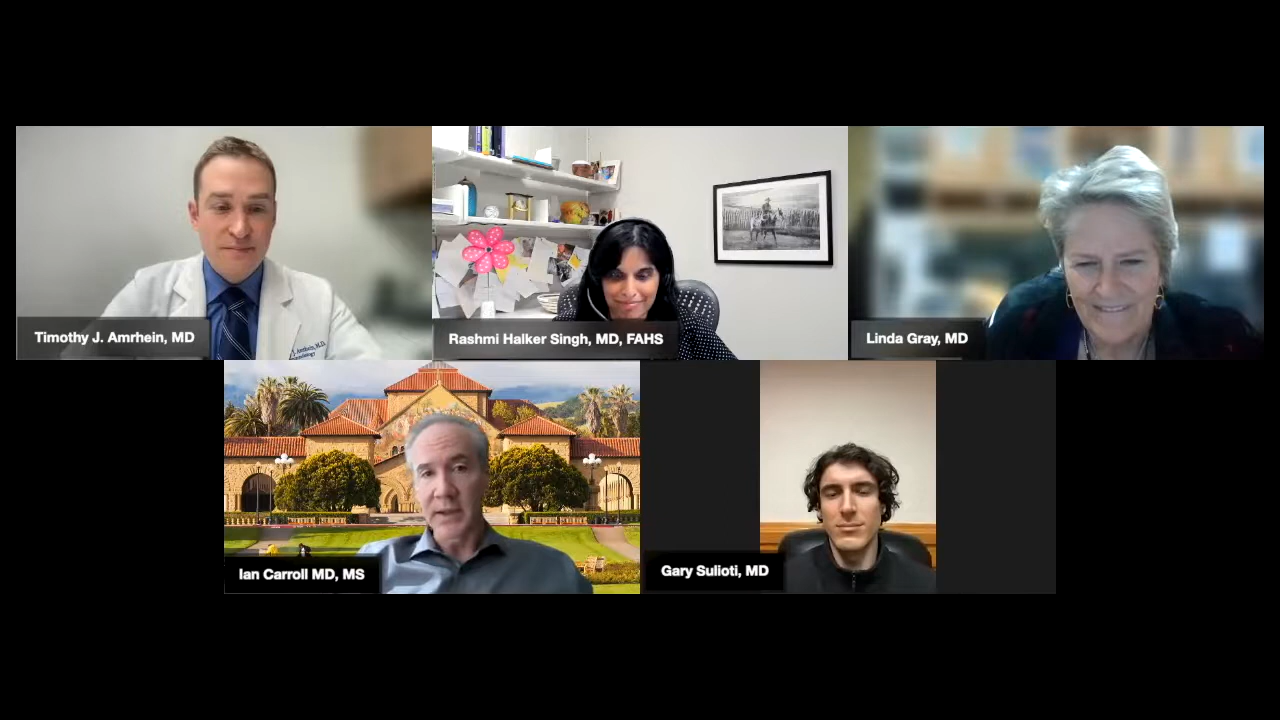 Timothy J. Amrhein, MD
Rashmi Halker Singh, MD, FAHS
Linda Gray, MD
Ian Carroll MD, MS
Gary Sulioti, MD